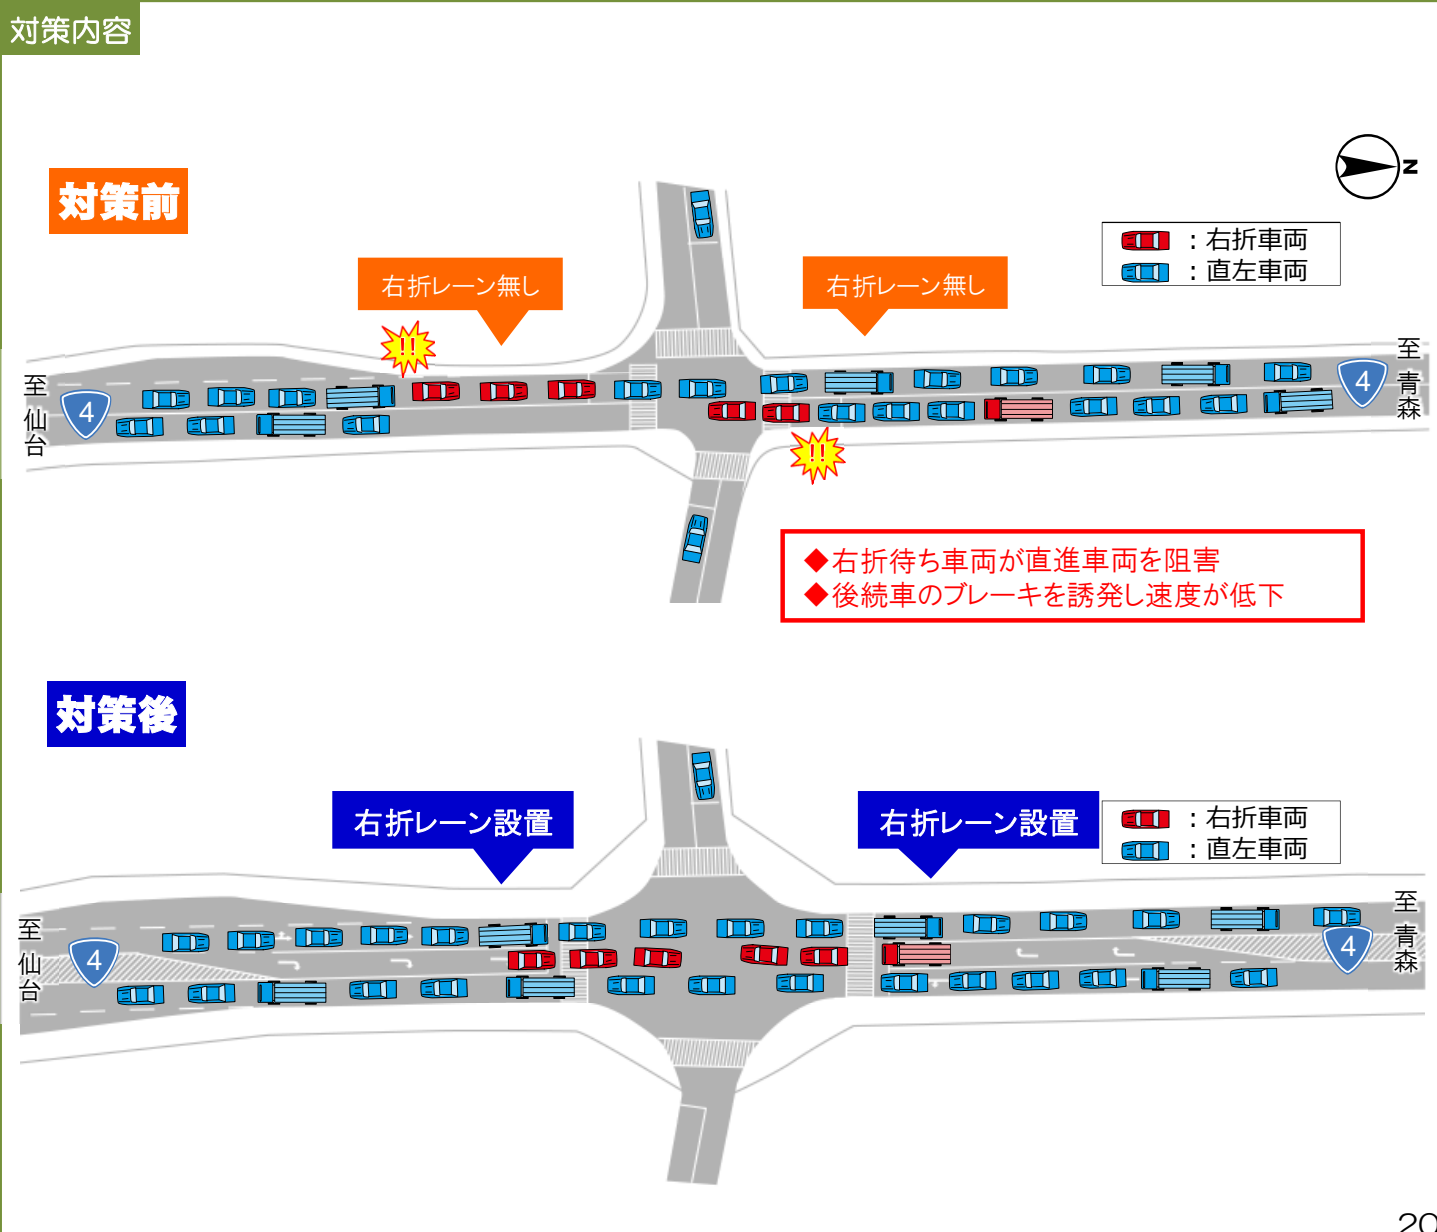 対策内容
対策前
N
：右折車両
：直左車両
右折レーン無し
右折レーン無し
!!
至 仙台
4
4
至 青森
!!
◆右折待ち車両が直進車両を阻害
◆後続車のブレーキを誘発し速度が低下
対策後
右折レーン設置
右折レーン設置
：右折車両
：直左車両
至 仙台
4
4
至 青森
20